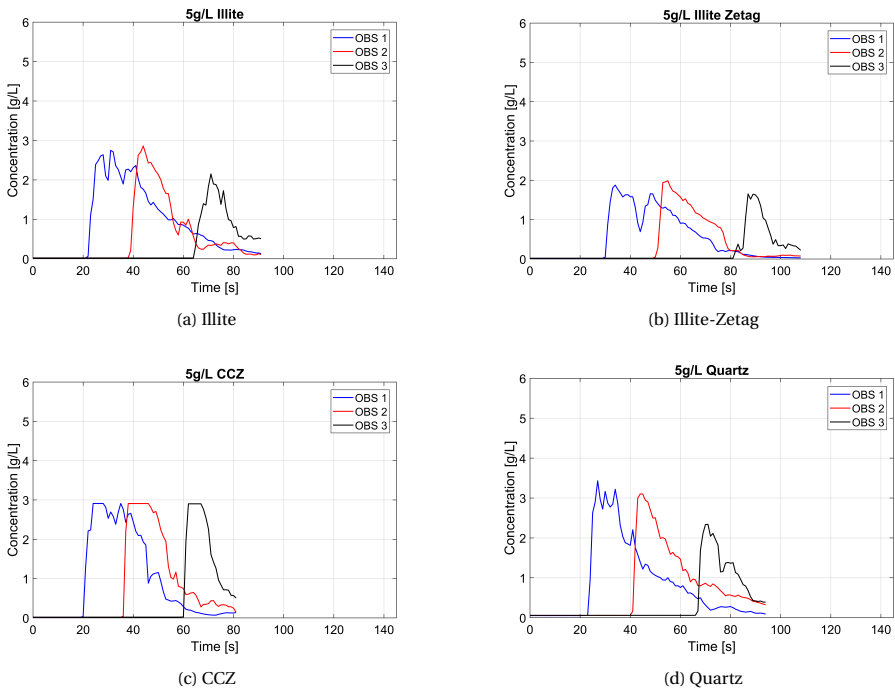 5g/L Illite
6
5
4
3
2
1
0
Concentration [g/L]
0 20 40 60 80 100 120 140
Time [s]
OBS 1
OBS 2
OBS 3
(a) Illite
5g/L Illite Zetag
6
5
4
3
2
1
0
Concentration [g/L]
0 20 40 60 80 100 120 140
Time [s]
OBS 1
OBS 2
OBS 3
(b) Illite-Zetag
5g/L CCZ
6
5
4
3
2
1
0
Concentration [g/L]
0 20 40 60 80 100 120 140
Time [s]
OBS 1
OBS 2
OBS 3
(c) CCZ
5g/L Quartz
6
5
4
3
2
1
0
Concentration [g/L]
0 20 40 60 80 100 120 140
Time [s]
OBS 1
OBS 2
OBS 3
(d) Quartz